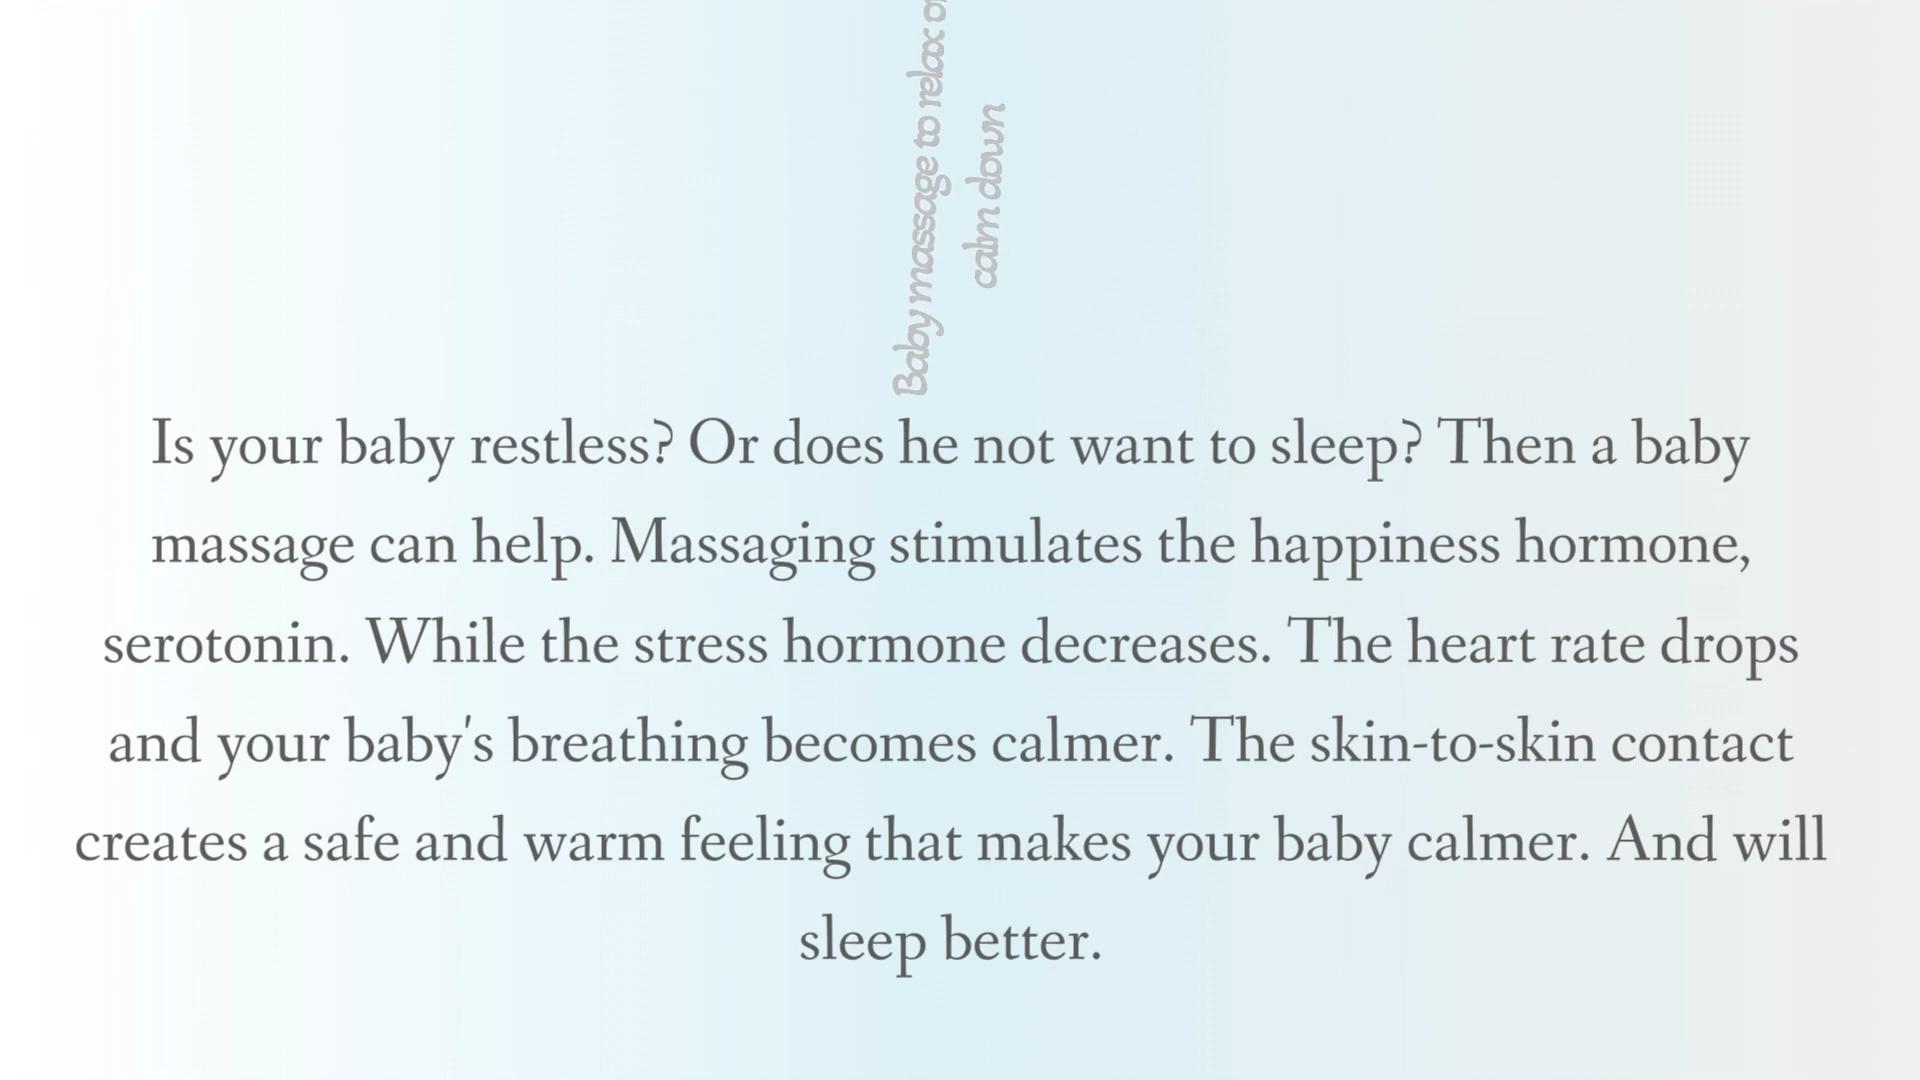 Baby massage to relax or
calm down
Is your baby restless? Or does he not want to sleep? Then a baby
massage can help. Massaging stimulates the happiness hormone,
serotonin. While the stress hormone decreases. The heart rate drops
and your baby's breathing becomes calmer. The skin-to-skin contact
creates a safe and warm feeling that makes your baby calmer. And will
sleep better.